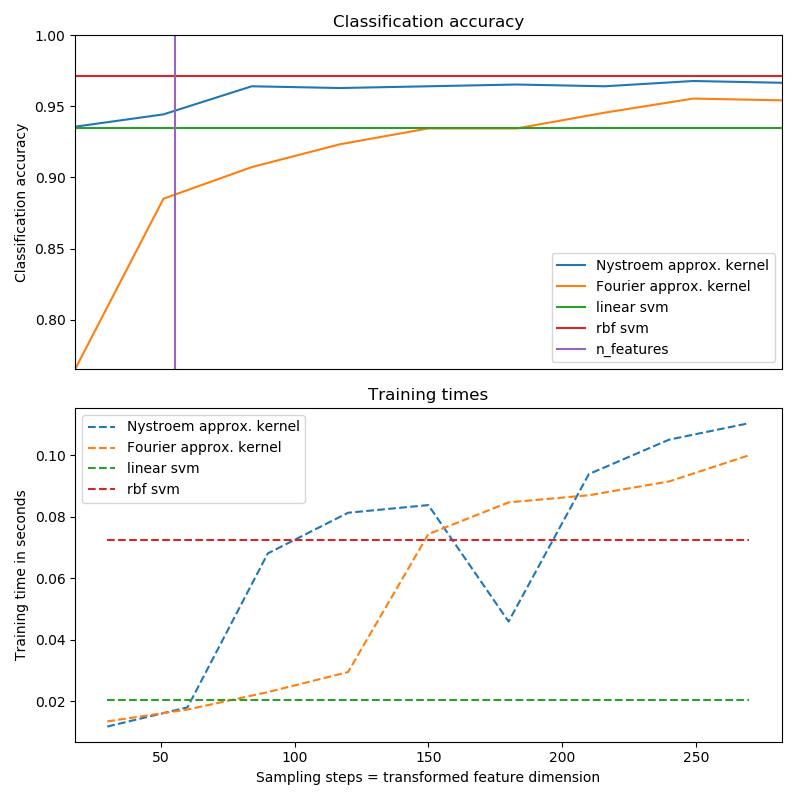 Classification accuracy
1.00
0.95
0.90
0.85
0.80
Classification accuracy
Nystroem approx. kernel
Fourier approx. kernel
linear svm
rbf svm
n_features
Training times
0.10
0.08
0.06
0.04
0.02
Training time in seconds
Nystroem approx. kernel
Fourier approx. kernel
linear svm
rbf svm
50 100 150 200 250
Sampling steps = transformed feature dimension